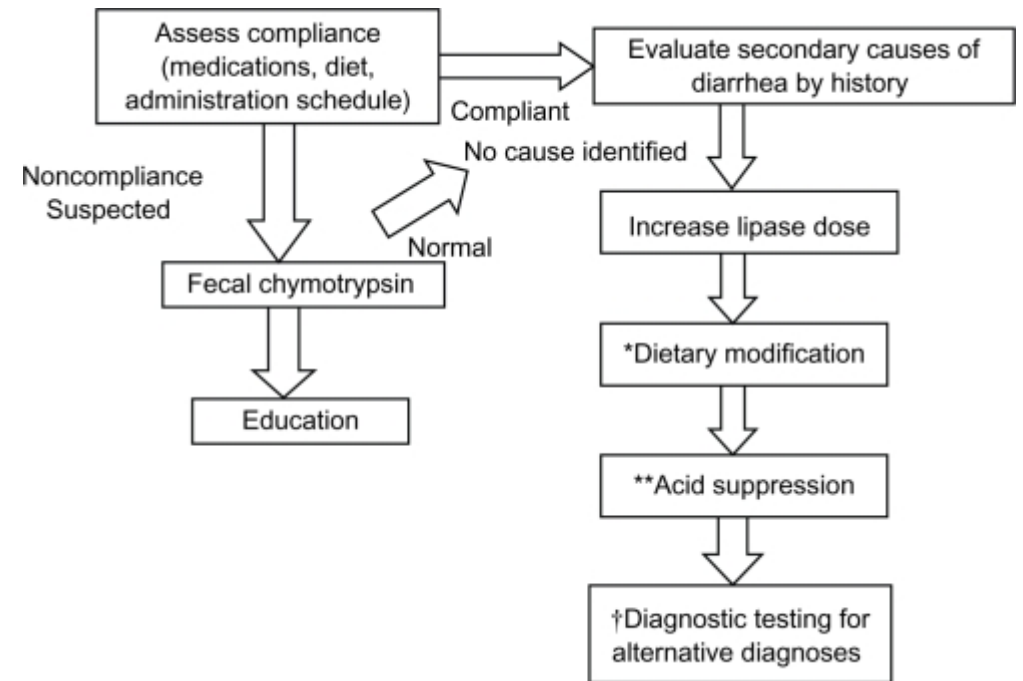 Assess compliance
(medications, diet,
administration schedule)
Compliant
Evaluate secondary causes of
diarrhea by history
Noncompliance
Suspected
No cause identified
Normal
Fecal chymotrypsin
Education
Increase lipase dose
*Dietary modification
**Acid suppression
†Diagnostic testing for
alternative diagnoses